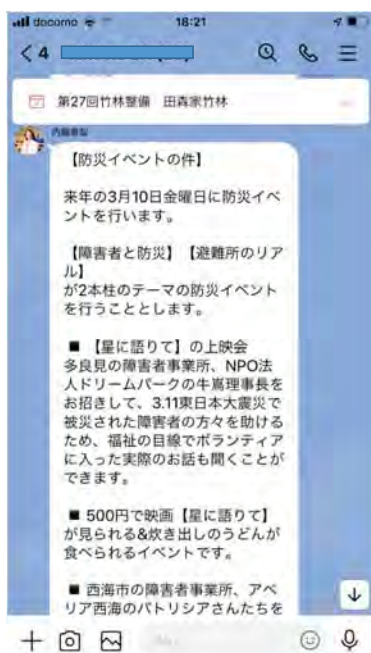 docomo
18:21
4
第27回竹林整備 田森家竹林
【防災イベントの件】
来年の3月10日金曜日に防災イベ
ントを行います。
【障害者と防災】【避難所のリア
ル】
が2本柱のテーマの防災イベント
を行うこととします。
■ 【星に語りて】の上映会
多良見の障害者事業所、NPO法
人ドリームパークの牛嶌理事長を
お招きして、3.11東日本大震災で
被災された障害者の方々を助ける
ため、福祉の目線でボランティア
に入った実際のお話も聞くことが
できます。
■ 500円で映画【星に語りて】
が見られる&炊き出しのうどんが
食べられるイベントです。
■ 西海市の障害者事業所、アベ
リア西海のパトリシアさんたちを